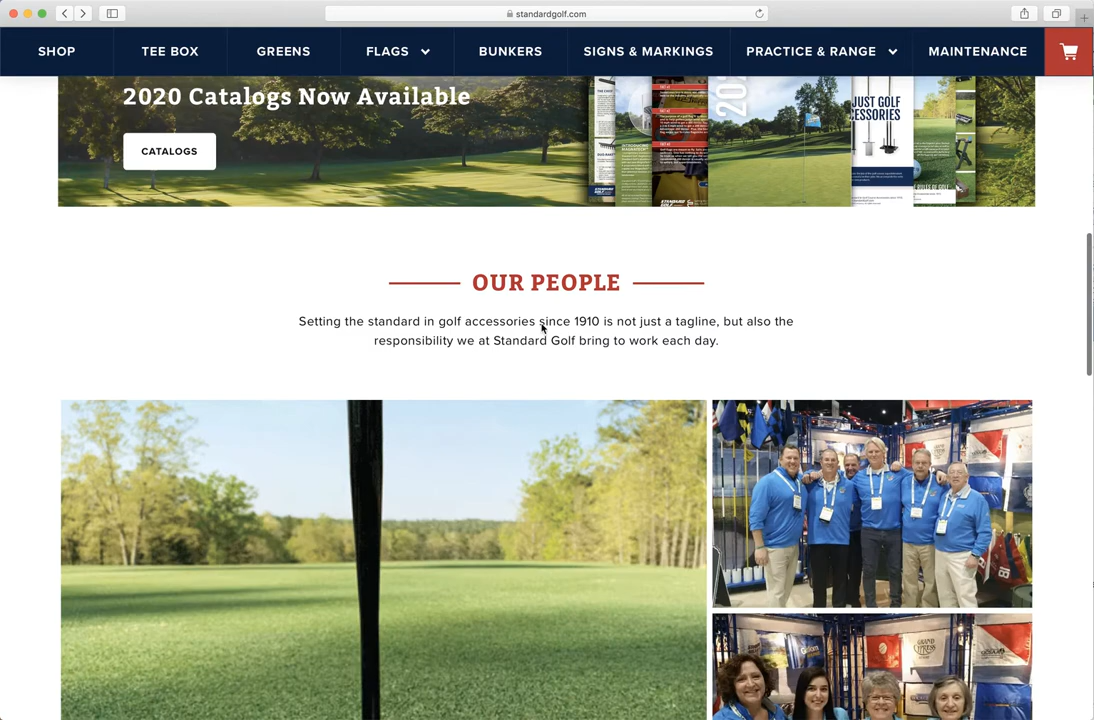 standardgolf.com
SHOP TEE BOX GREENS FLAGS BUNKERS SIGNS & MARKINGS PRACTICE & RANGE MAINTENANCE
2020 Catalogs Now Available
CATALOGS
JUST GOLF
OUR PEOPLE
Setting the standard in golf accessories since 1910 is not just a tagline, but also the
responsibility we at Standard Golf bring to work each day.